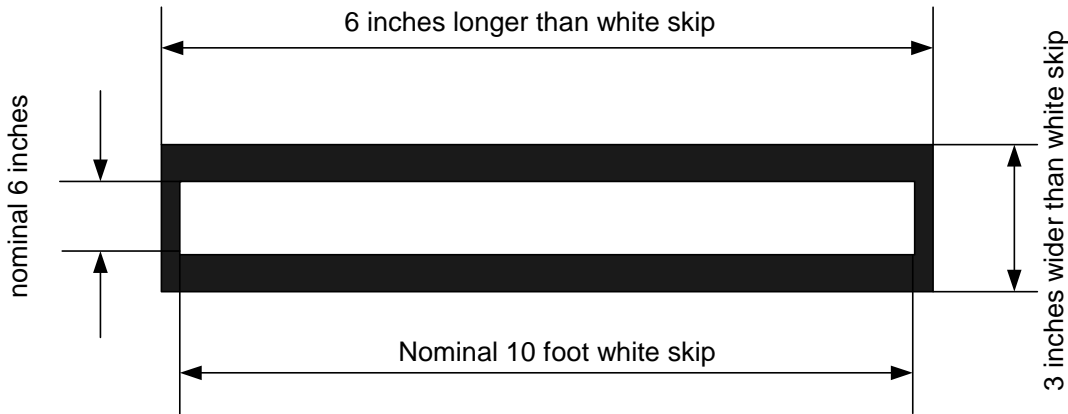 6 inches longer than white skip
nominal 6 inches
3 inches wider than white skip
Nominal 10 foot white skip